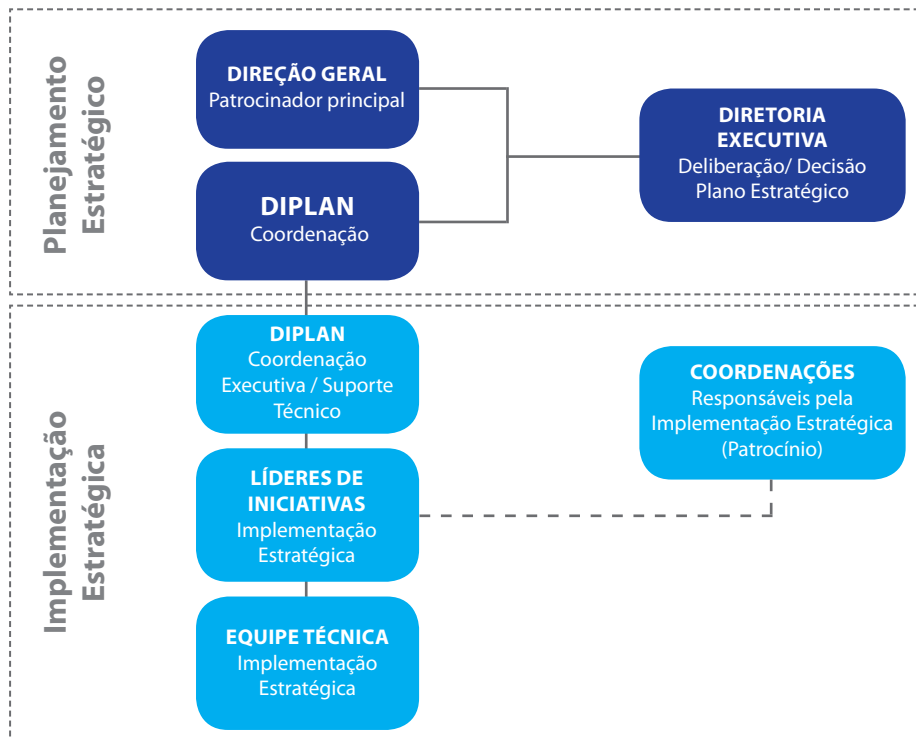 Planejamento
Estratégico
DIREÇÃO GERAL
Patrocinador principal
DIPLAN
Coordenação
DIRETORIA
EXECUTIVA
Deliberação/ Decisão
Plano Estratégico
Implementação
Estratégica
DIPLAN
Coordenação
Executiva / Suporte
Técnico
LÍDERES DE
INICIATIVAS
Implementação
Estratégica
EQUIPE TÉCNICA
Implementação
Estratégica
COORDENAÇÕES
Responsáveis pela
Implementação Estratégica
(Patrocínio)